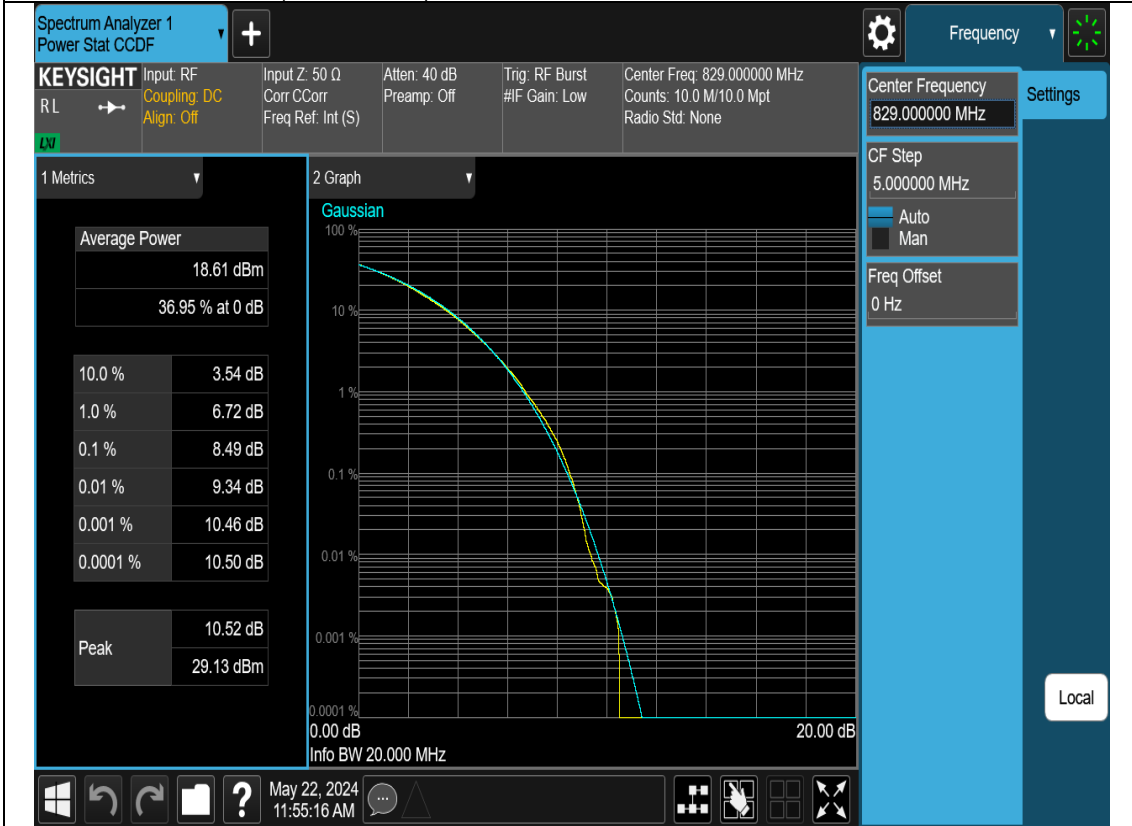 Spectrum Analyzer 1
Power Stat CCDF
+
Frequency
KEYSIGHT
RL
LXI
Input: RF
Coupling: DC
Align: Off
Input Z: 50 Ω
Corr CCorr
Freq Ref: Int (S)
Atten: 40 dB
Preamp: Off
Trig: RF Burst
#IF Gain: Low
Center Freq: 829.000000 MHz
Counts: 10.0 M/10.0 Mpt
Radio Std: None
Center Frequency
829.000000 MHz
Settings
CF Step
5.000000 MHz
Auto
Man
Freq Offset
0 Hz
1 Metrics
Average Power
18.61 dBm
36.95 % at 0 dB
10.0 % 3.54 dB
1.0 % 6.72 dB
0.1 % 8.49 dB
0.01 % 9.34 dB
0.001 % 10.46 dB
0.0001 % 10.50 dB
Peak
10.52 dB
29.13 dBm
2 Graph
Gaussian
100 %
10 %
1 %
0.1 %
0.01 %
0.001 %
0.0001 %
0.00 dB 20.00 dB
Info BW 20.000 MHz
Local
?
May 22, 2024
11:55:16 AM